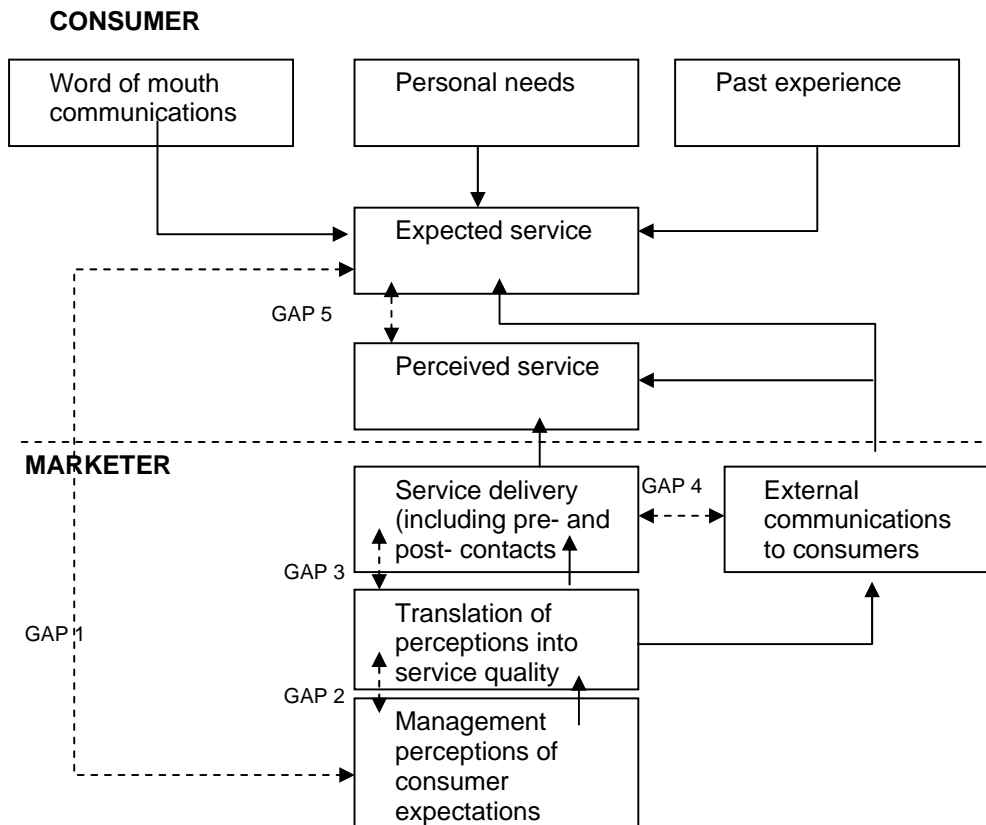 CONSUMER
Word of mouth
communications
Personal needs
Past experience
Expected service
GAP 5
Perceived service
MARKETER
Service delivery
(including pre- and
post- contacts
GAP 4
External
communications
to consumers
GAP 3
Translation of
perceptions into
service quality
GAP 1
GAP 2
Management
perceptions of
consumer
expectations